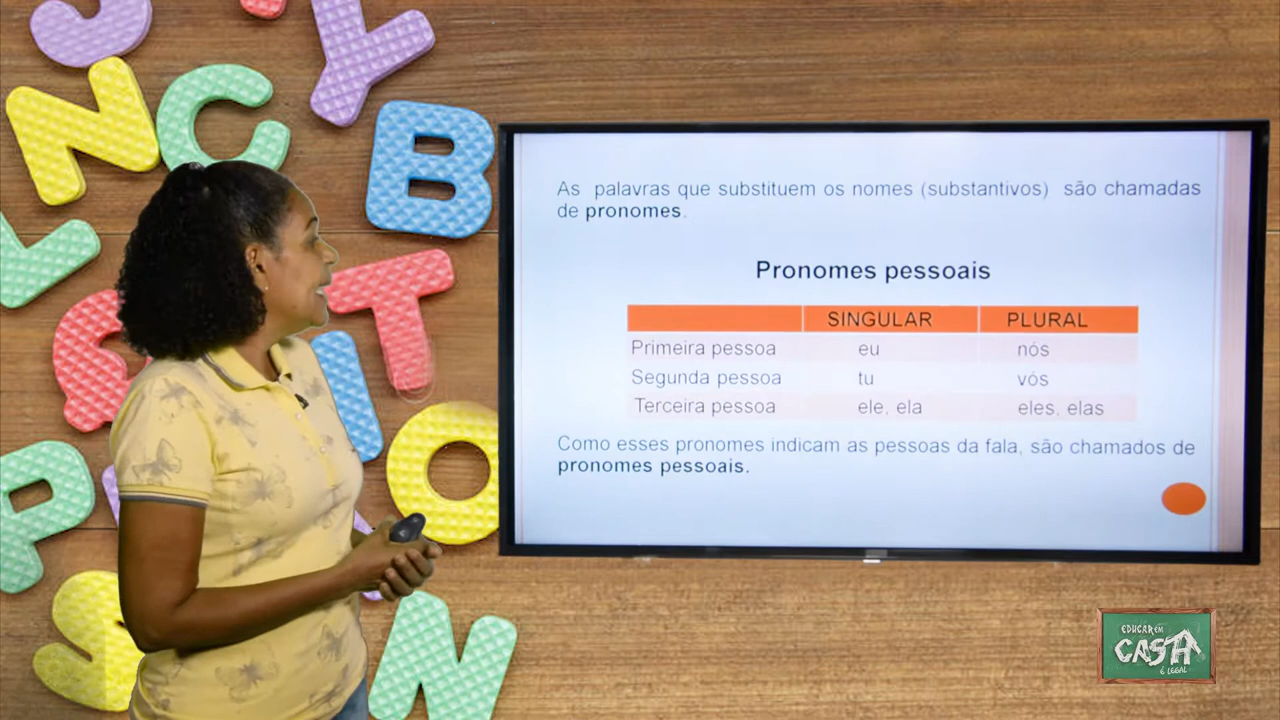 As palavras que substituem os nomes (substantivos) são chamadas
de pronomes.
Pronomes pessoais
SINGULAR PLURAL
Primeira pessoa eu nós
Segunda pessoa tu vós
Terceira pessoa ele, ela eles, elas
Como esses pronomes indicam as pessoas da fala, são chamados de
pronomes pessoais.
EDUCAR EM
CASA
É LEGAL